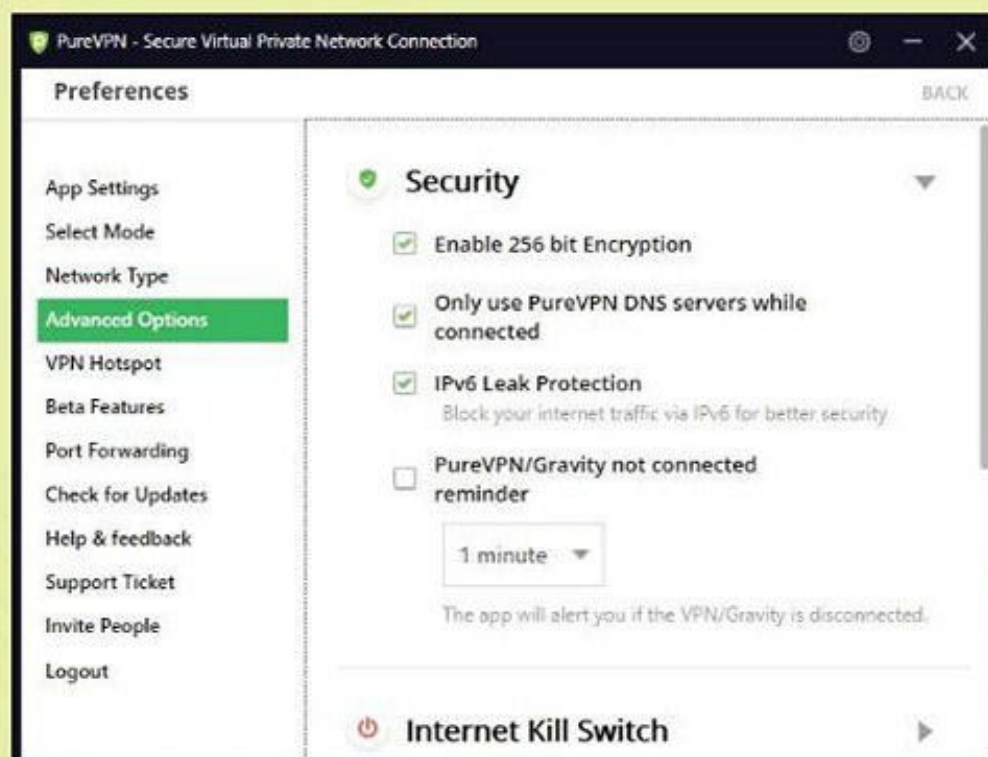 PureVPN - Secure Virtual Private Network Connection
Preferences
BACK
App Settings
Select Mode
Network Type
Advanced Options
VPN Hotspot
Beta Features
Port Forwarding
Check for Updates
Help & feedback
Support Ticket
Invite People
Logout
Security
Enable 256 bit Encryption
Only use PureVPN DNS servers while
connected
IPv6 Leak Protection
Block your internet traffic via IPv6 for better security
PureVPN/Gravity not connected
reminder
1 minute
The app will alert you if the VPN/Gravity is disconnected.
Internet Kill Switch